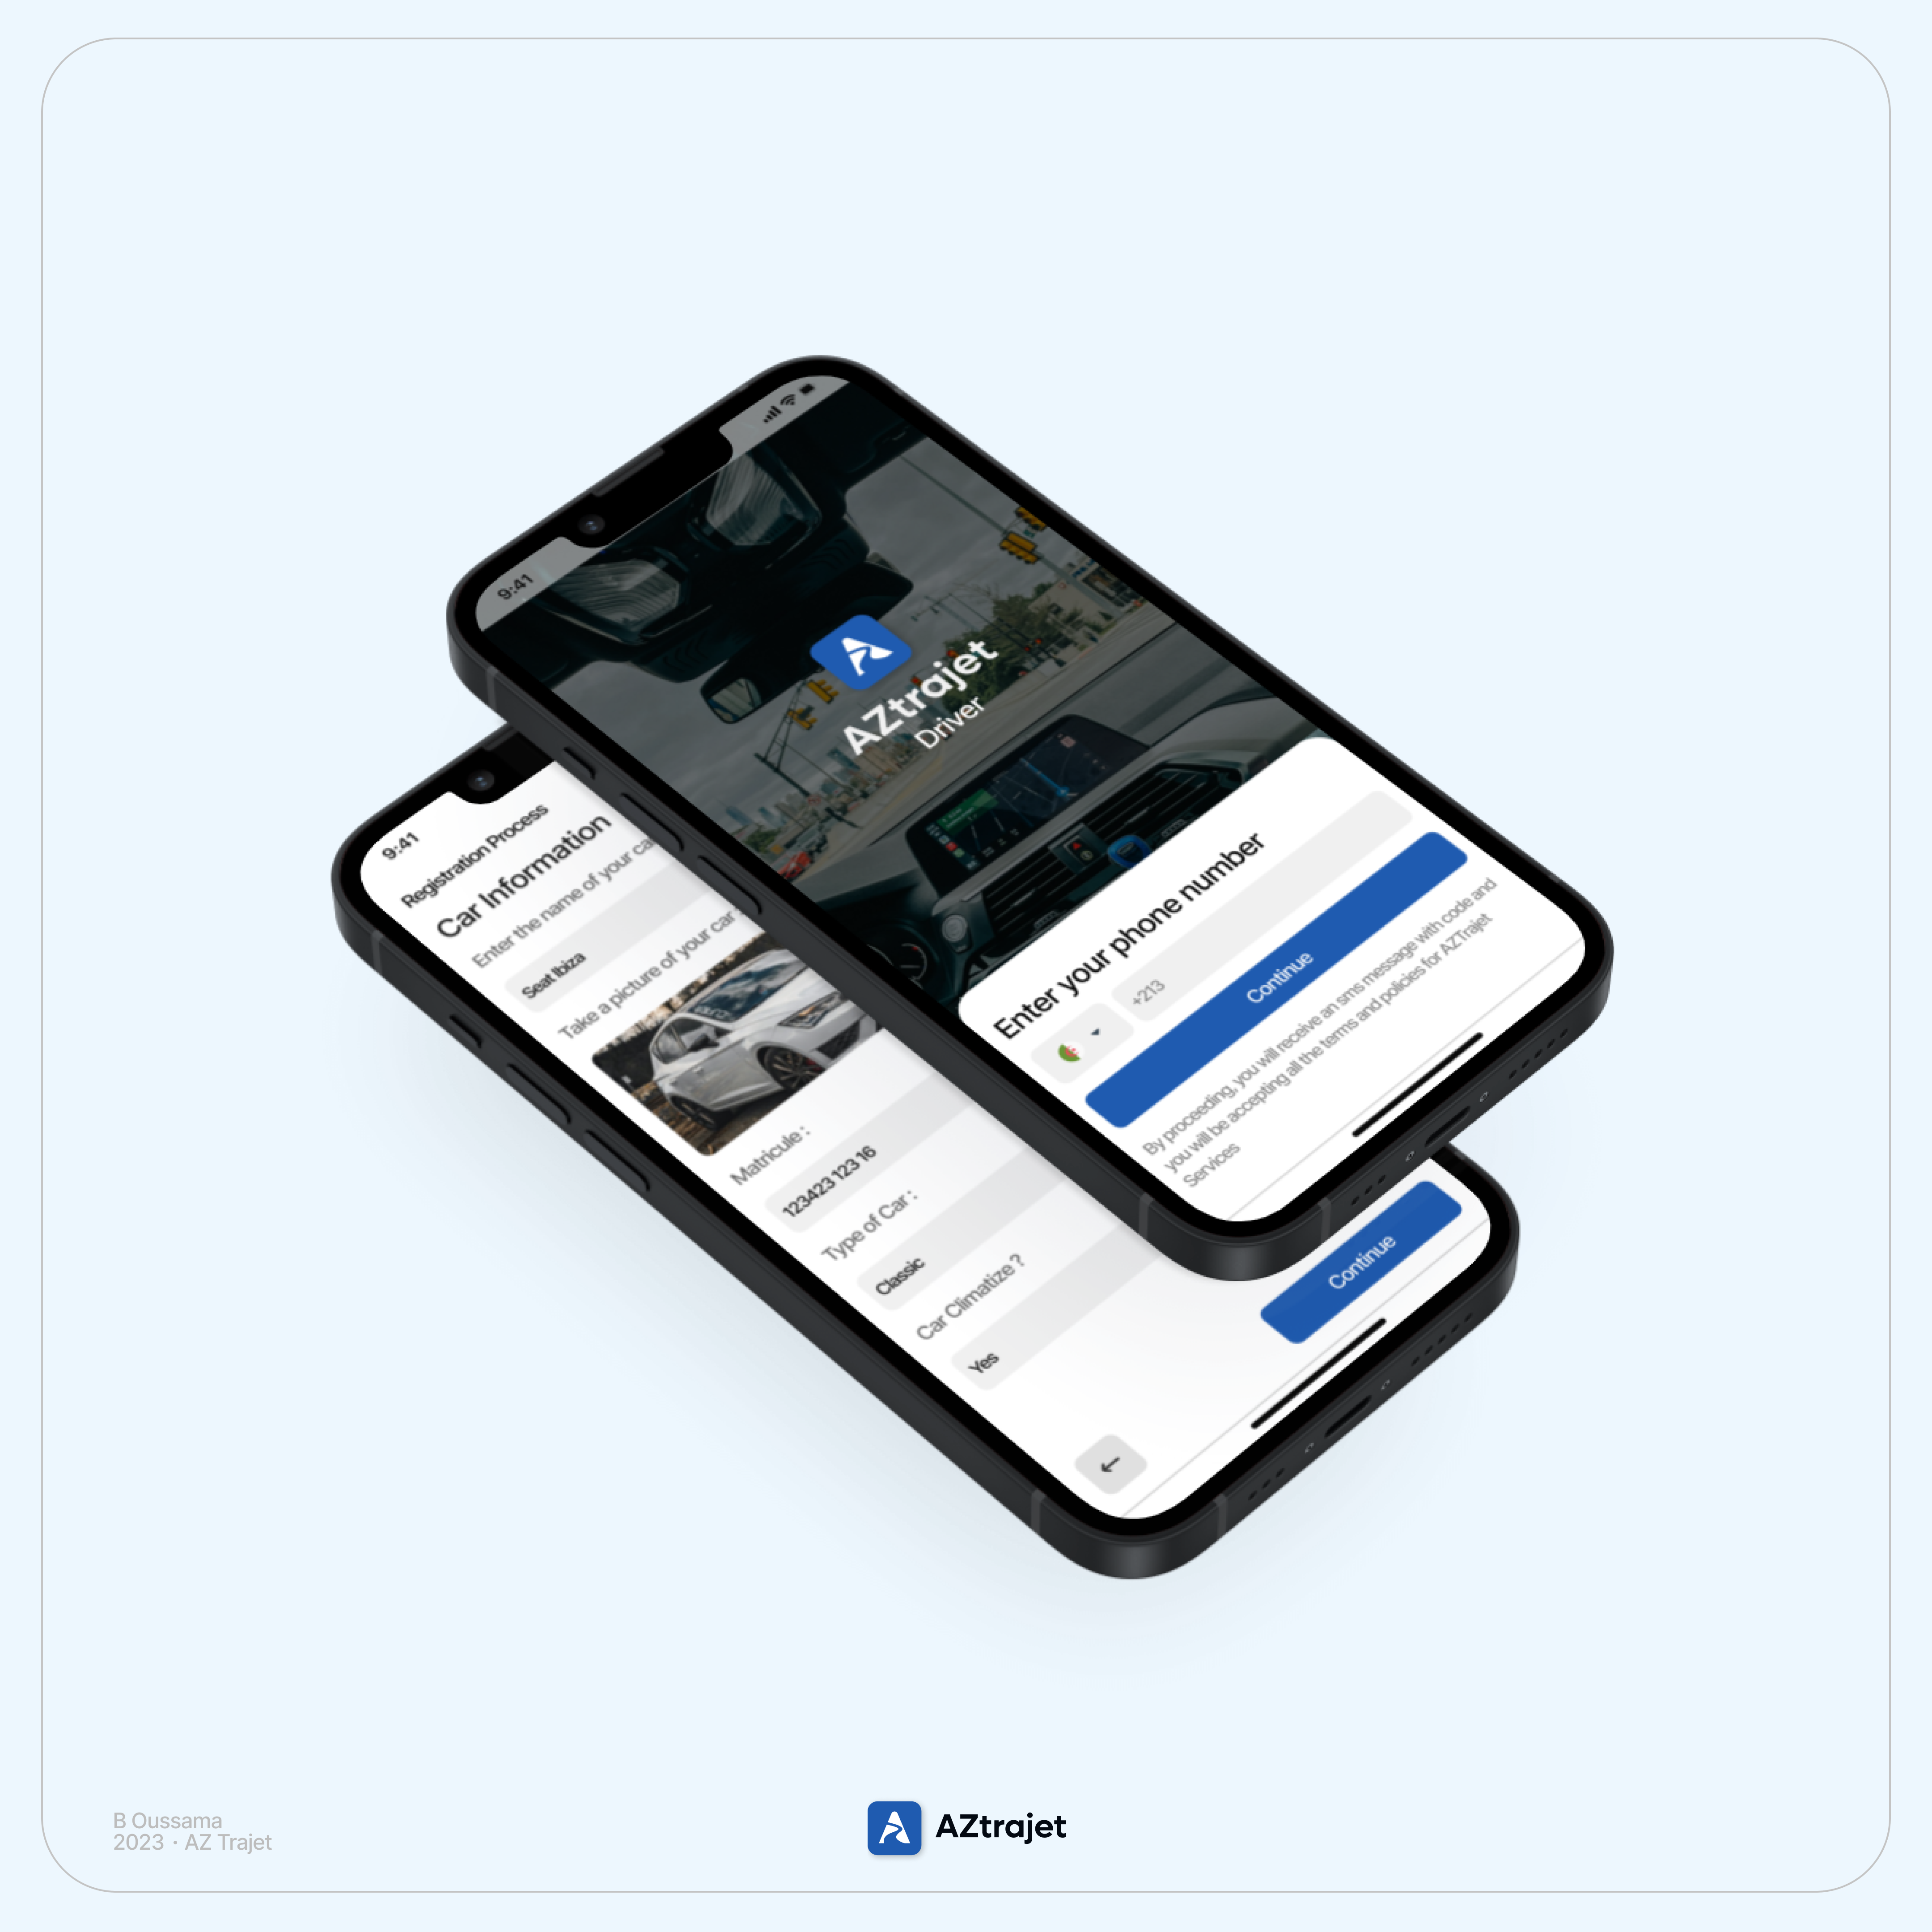 9:41
AZtrajet
Driver
Enter your phone number
+213
Continue
By proceeding, you will receive an sms message with code and
you will be accepting all the terms and policies for AZTrajet
Services
9:41
Registration Process
Car Information
Enter the name of your car
Seat Ibiza
Take a picture of your car
Matricule :
123423 123 16
Type of Car :
Classic
Car Climatize ?
Yes
Continue
B Oussama
2023 · AZ Trajet
AZtrajet